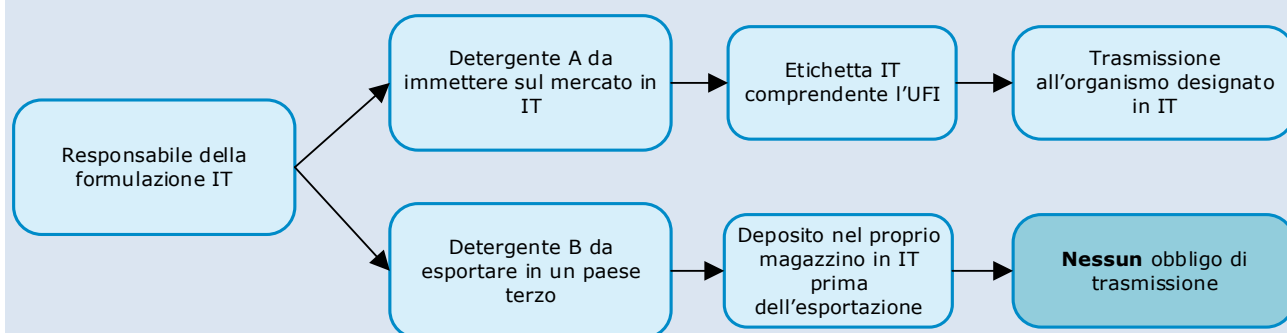 Responsabile della
formulazione IT
Detergente A da
immettere sul mercato in
IT
Etichetta IT
comprendente l'UFI
Trasmissione
all'organismo designato
in IT
Detergente B da
esportare in un paese
terzo
Deposito nel proprio
magazzino in IT
prima
dell'esportazione
Nessun obbligo di
trasmissione